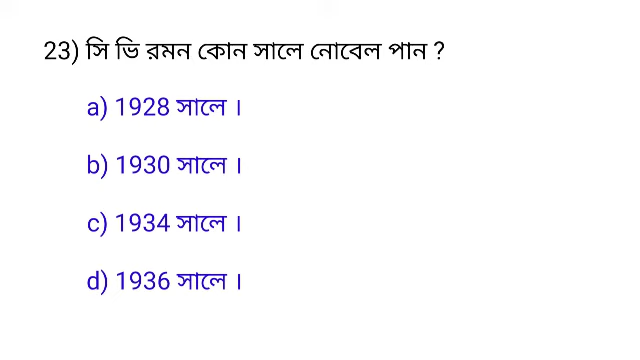 23) সি ভি রমন কোন সালে নোবেল পান ?
a) 1928 সালে ।
b) 1930 সালে ।
c) 1934 সালে ।
d) 1936 সালে ।